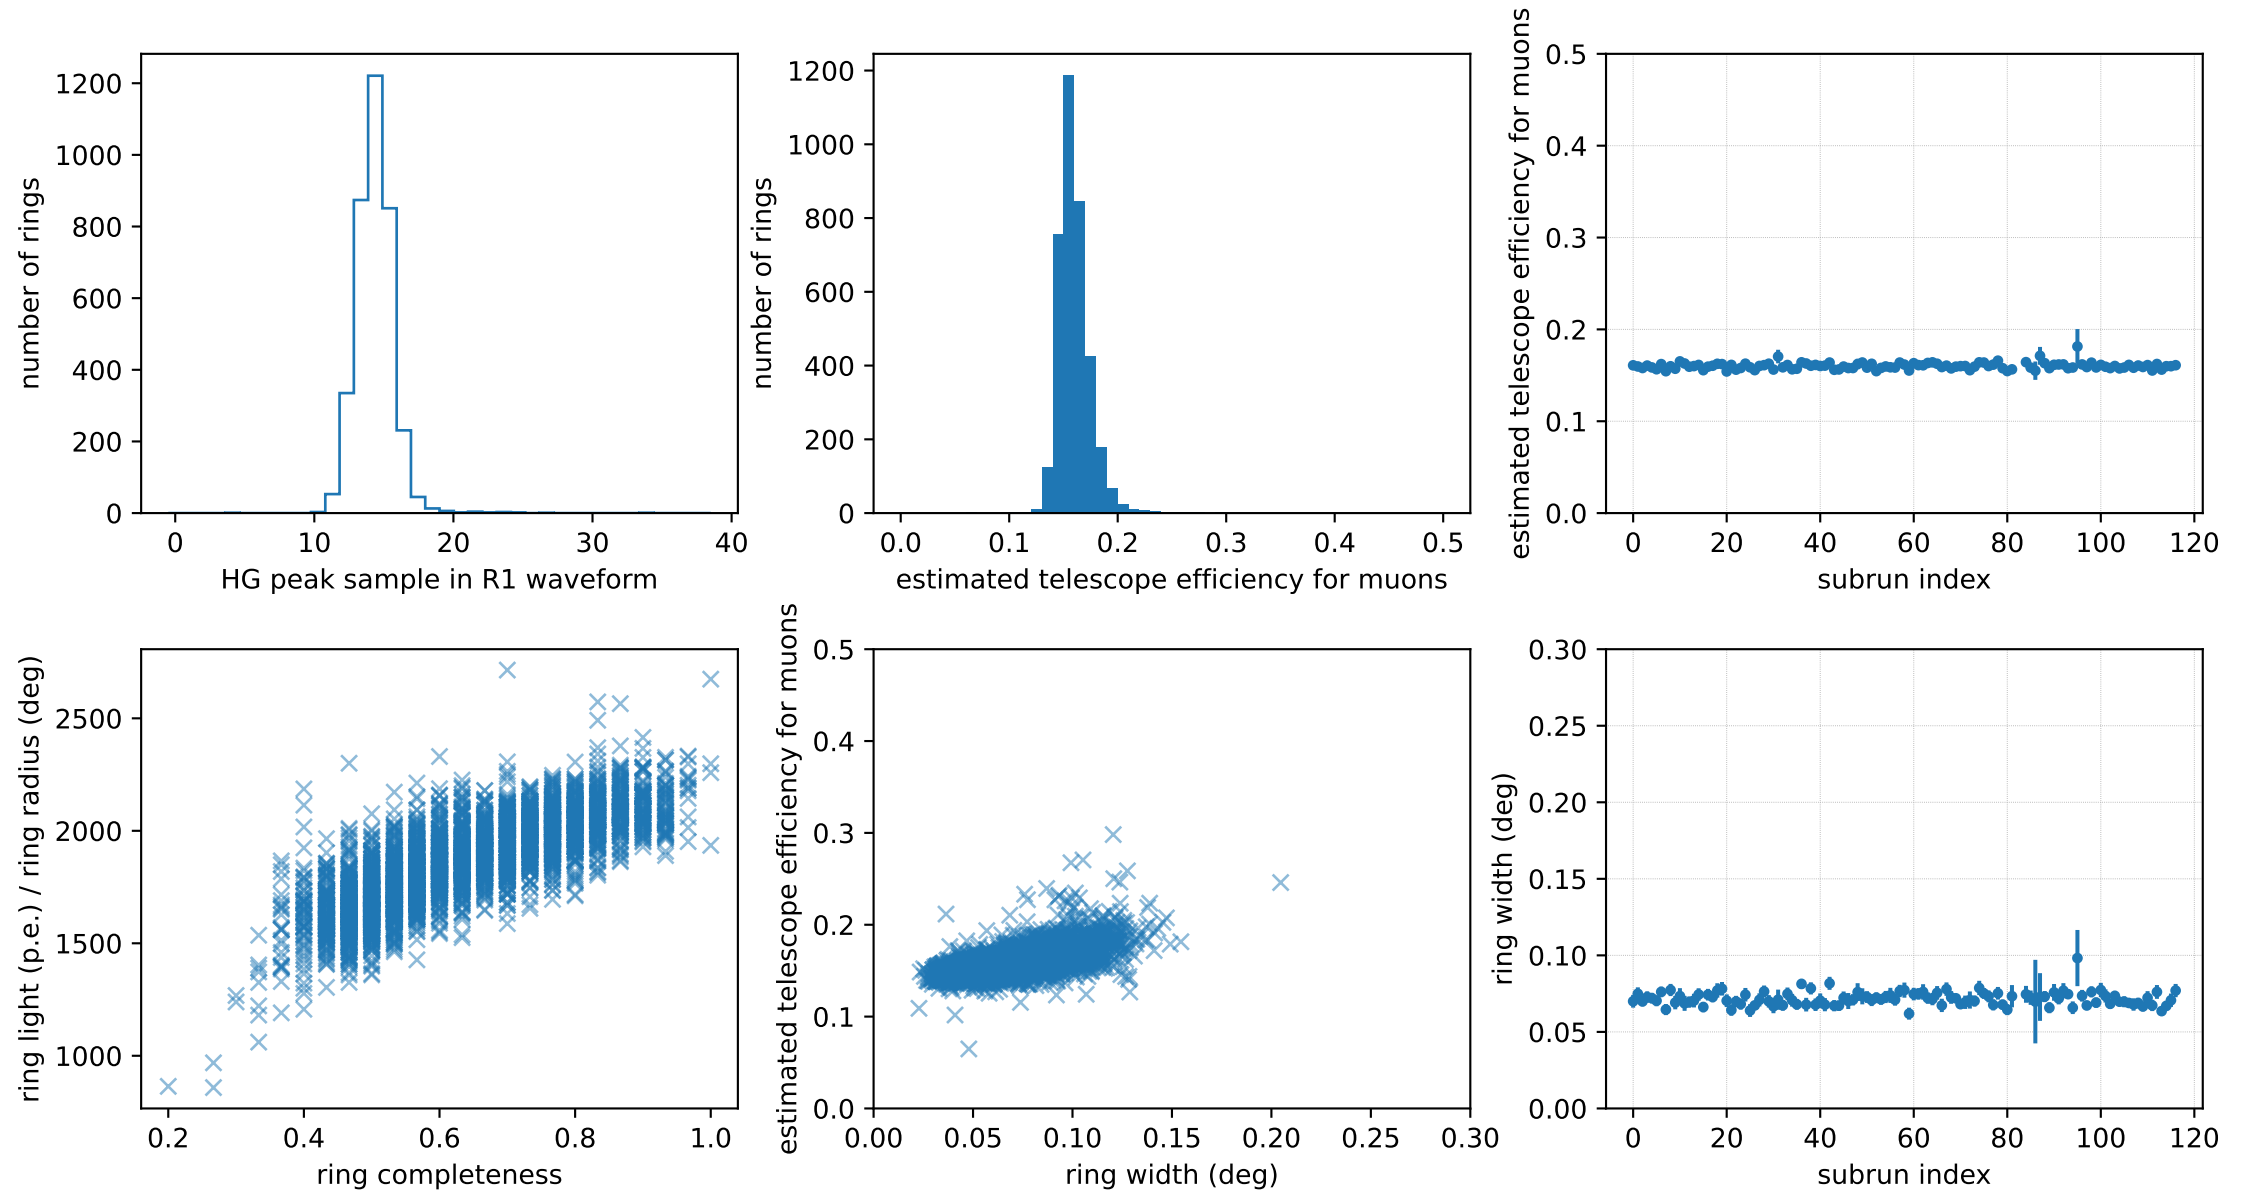 number of rings
1200
1000
800
600
400
200
0
0 10 20 30 40
HG peak sample in R1 waveform
number of rings
1200
1000
800
600
400
200
0
0.0 0.1 0.2 0.3 0.4 0.5
estimated telescope efficiency for muons
estimated telescope efficiency for muons
0.5
0.4
0.3
0.2
0.1
0.0
0 20 40 60 80 100 120
subrun index
ring light (p.e.) / ring radius (deg)
2500
2000
1500
1000
0.2 0.4 0.6 0.8 1.0
ring completeness
estimated telescope efficiency for muons
0.5
0.4
0.3
0.2
0.1
0.0
0.00 0.05 0.10 0.15 0.20 0.25 0.30
ring width (deg)
ring width (deg)
0.30
0.25
0.20
0.15
0.10
0.05
0.00
0 20 40 60 80 100 120
subrun index